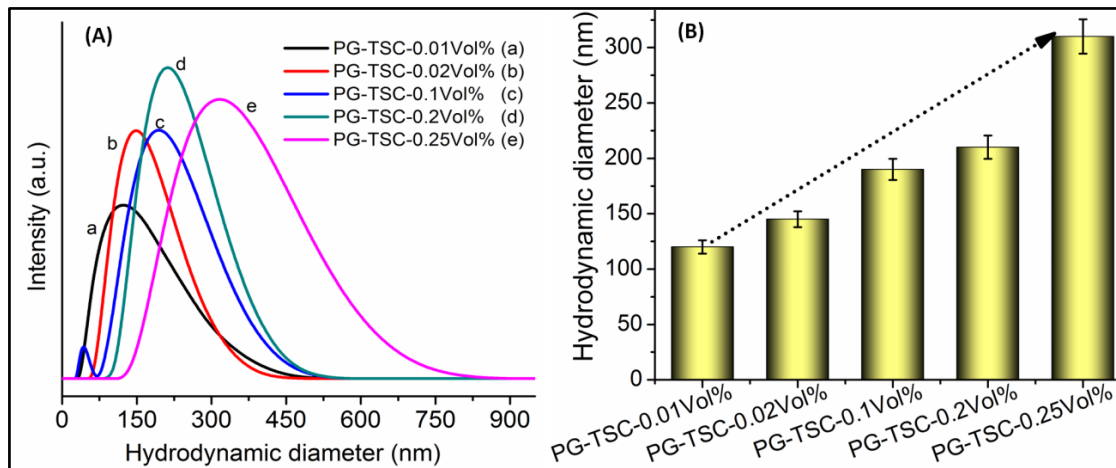 (A)
PG-TSC-0.01Vol% (a)
PG-TSC-0.02Vol% (b)
PG-TSC-0.1Vol% (c)
PG-TSC-0.2Vol% (d)
PG-TSC-0.25Vol% (e)
a
b
c
d
e
Intensity (a.u.)
0 150 300 450 600 750 900
Hydrodynamic diameter (nm)
(B)
Hydrodynamic diameter (nm)
300
250
200
150
100
50
0
PG-TSC-0.01Vol%
PG-TSC-0.02Vol%
PG-TSC-0.1Vol%
PG-TSC-0.2Vol%
PG-TSC-0.25Vol%